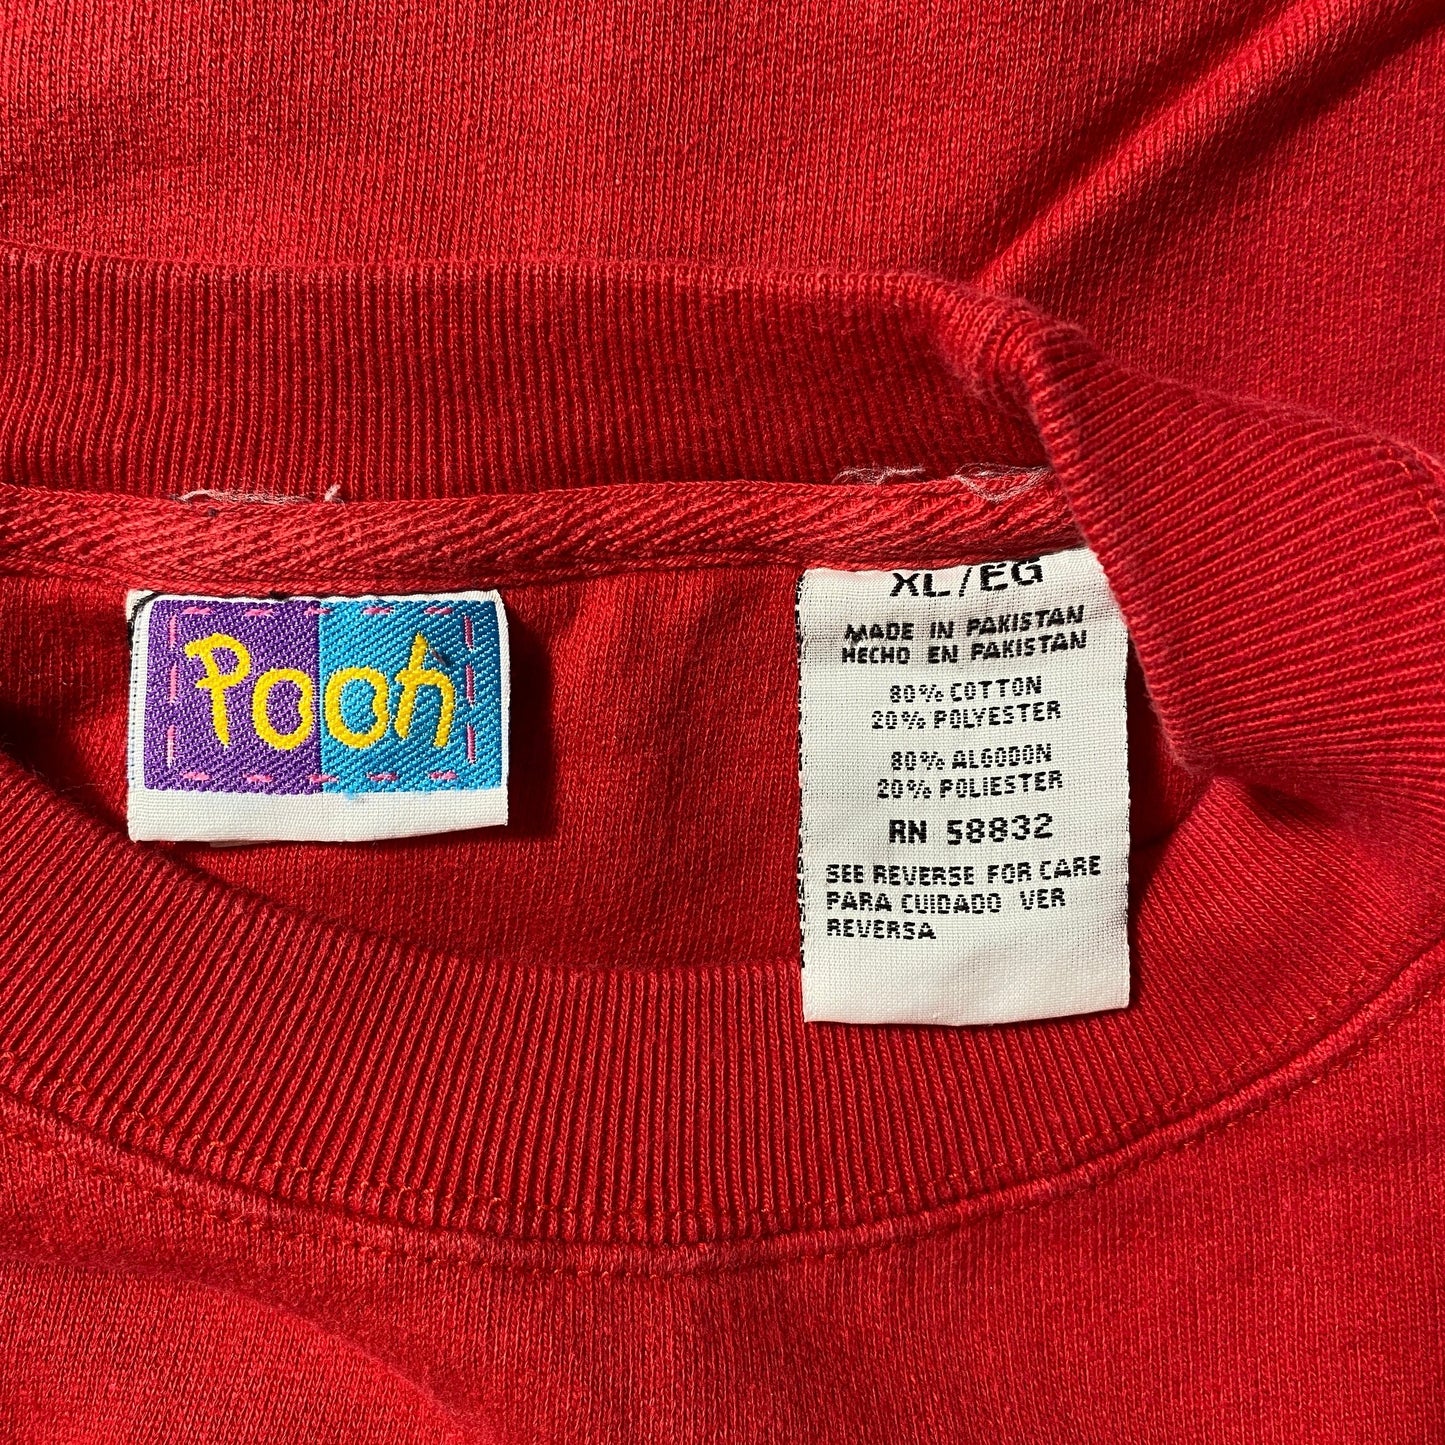 Pooh
XL/EG
MADE IN PAKISTAN
HECHO EN PAKISTAN
80% COTTON
20% POLYESTER
80% ALGODON
20% POLIESTER
RN 58832
SEE REVERSE FOR CARE
PARA CUIDADO VER
REVERSA